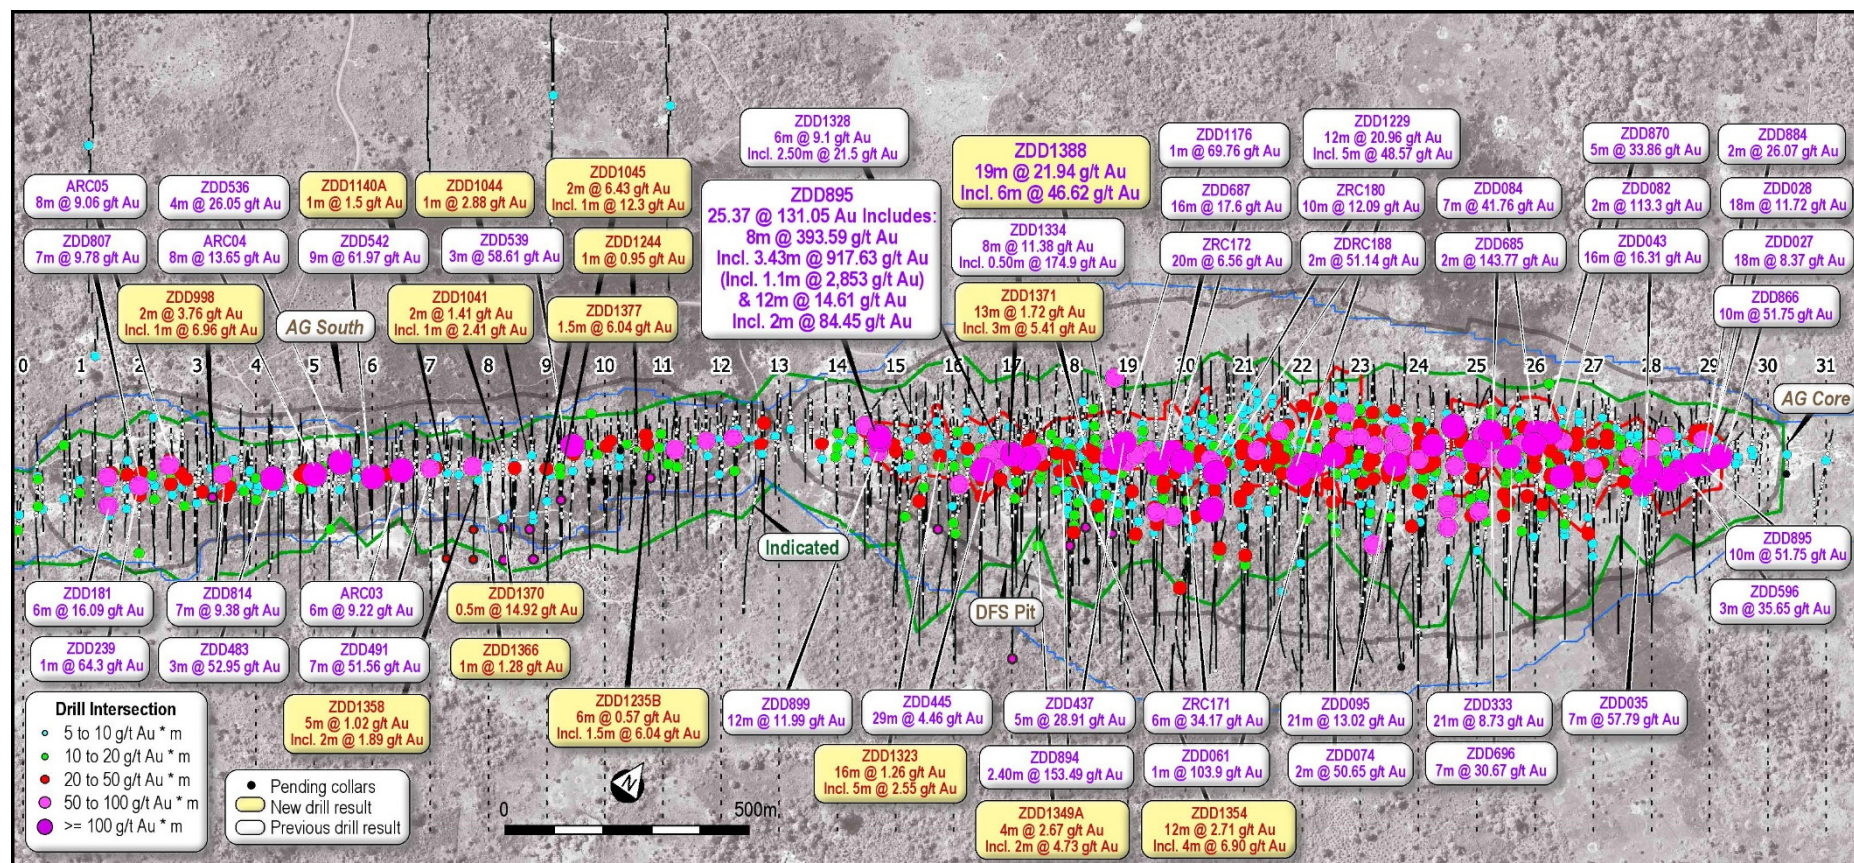 ZDD1328
6m @ 9.1 g/t Au
Incl. 2.50m @ 21.5 g/t Au
ZDD1388
19m @ 21.94 g/t Au
Incl. 6m @ 46.62 g/t Au
ZDD1176
1m @ 69.76 g/t Au
ZDD1229
12m @ 20.96 g/t Au
Incl. 5m @ 48.57 g/t Au
ZDD870
5m @ 33.86 g/t Au
ZDD884
2m @ 26.07 g/t Au
ARC05
8m @ 9.06 g/t Au
ZDD536
4m @ 26.05 g/t Au
ZDD1140A
1m @ 1.5 g/t Au
ZDD1044
1m @ 2.88 g/t Au
ZDD1045
2m @ 6.43 g/t Au
Incl. 1m @ 12.3 g/t Au
ZDD895
25.37 @ 131.05 Au Includes:
8m @ 393.59 g/t Au
Incl. 3.43m @ 917.63 g/t Au
(Incl. 1.1m @ 2,853 g/t Au)
& 12m @ 14.61 g/t Au
Incl. 2m @ 84.45 g/t Au
ZDD687
16m @ 17.6 g/t Au
ZRC180
10m @ 12.09 g/t Au
ZDD084
7m @ 41.76 g/t Au
ZDD082
2m @ 113.3 g/t Au
ZDD028
18m @ 11.72 g/t Au
ZDD807
7m @ 9.78 g/t Au
ARC04
8m @ 13.65 g/t Au
ZDD542
9m @ 61.97 g/t Au
ZDD539
3m @ 58.61 g/t Au
ZDD1244
1m @ 0.95 g/t Au
ZDD1334
8m @ 11.38 g/t Au
Incl. 0.50m @ 174.9 g/t Au
ZRC172
20m @ 6.56 g/t Au
ZDRC188
2m @ 51.14 g/t Au
ZDD685
2m @ 143.77 g/t Au
ZDD043
16m @ 16.31 g/t Au
ZDD027
18m @ 8.37 g/t Au
ZDD998
2m @ 3.76 g/t Au
Incl. 1m @ 6.96 g/t Au
AG South
ZDD1041
2m @ 1.41 g/t Au
Incl. 1m @ 2.41 g/t Au
ZDD1377
1.5m @ 6.04 g/t Au
ZDD1371
13m @ 1.72 g/t Au
Incl. 3m @ 5.41 g/t Au
ZDD866
10m @ 51.75 g/t Au
0 1 2 3 4 5 6 7 8 9 10 11 12 13 14 15 16 17 18 19 20 21 22 23 24 25 26 27 28 29 30 31
AG Core
Indicated
DFS Pit
ZDD895
10m @ 51.75 g/t Au
ZDD596
3m @ 35.65 g/t Au
ZDD181
6m @ 16.09 g/t Au
ZDD814
7m @ 9.38 g/t Au
ARC03
6m @ 9.22 g/t Au
ZDD1370
0.5m @ 14.92 g/t Au
ZDD239
1m @ 64.3 g/t Au
ZDD483
3m @ 52.95 g/t Au
ZDD491
7m @ 51.56 g/t Au
ZDD1366
1m @ 1.28 g/t Au
ZDD1358
5m @ 1.02 g/t Au
Incl. 2m @ 1.89 g/t Au
ZDD1235B
6m @ 0.57 g/t Au
Incl. 1.5m @ 6.04 g/t Au
ZDD899
12m @ 11.99 g/t Au
ZDD445
29m @ 4.46 g/t Au
ZDD437
5m @ 28.91 g/t Au
ZRC171
6m @ 34.17 g/t Au
ZDD095
21m @ 13.02 g/t Au
ZDD333
21m @ 8.73 g/t Au
ZDD035
7m @ 57.79 g/t Au
ZDD1323
16m @ 1.26 g/t Au
Incl. 5m @ 2.55 g/t Au
ZDD894
2.40m @ 153.49 g/t Au
ZDD061
1m @ 103.9 g/t Au
ZDD074
2m @ 50.65 g/t Au
ZDD696
7m @ 30.67 g/t Au
ZDD1349A
4m @ 2.67 g/t Au
Incl. 2m @ 4.73 g/t Au
ZDD1354
12m @ 2.71 g/t Au
Incl. 4m @ 6.90 g/t Au
Drill Intersection
5 to 10 g/t Au * m
10 to 20 g/t Au * m
20 to 50 g/t Au * m
50 to 100 g/t Au * m
>= 100 g/t Au * m
Pending collars
New drill result
Previous drill result
N
0 500m